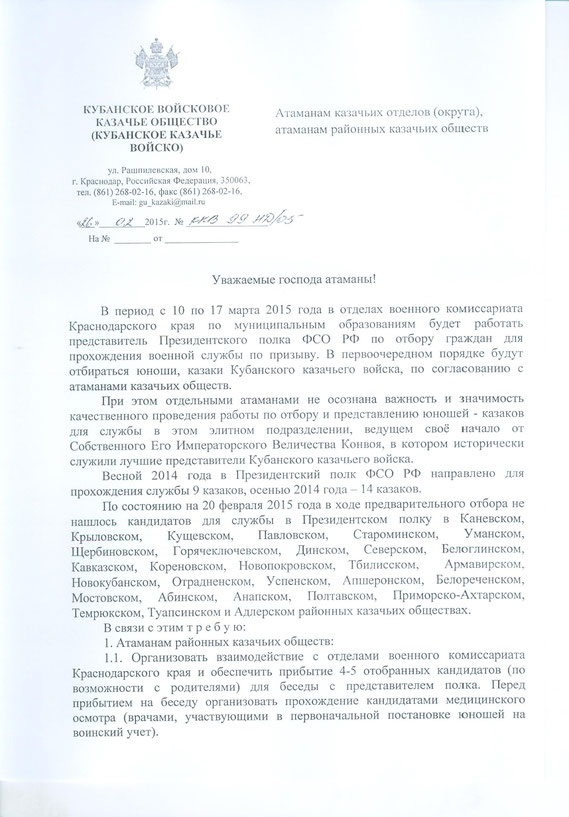 КУБАНСКОЕ ВОЙСКОВОЕ
КАЗАЧЬЕ ОБЩЕСТВО
(КУБАНСКОЕ КАЗАЧЬЕ
ВОЙСКО)
ул. Рашпилевская, дом 10,
г. Краснодар, Российская Федерация, 350063,
тел. (861) 268-02-16, факс (861) 268-02-16,
E-mail: gu_kazaki@mail.ru
«26» 02 2015г. № РКВ 99 НД/05
На № ________ от ________________
Атаманам казачьих отделов (округа),
атаманам районных казачьих обществ
Уважаемые господа атаманы!
В период с 10 по 17 марта 2015 года в отделах военного комиссариата
Краснодарского края по муниципальным образованиям будет работать
представитель Президентского полка ФСО РФ по отбору граждан для
прохождения военной службы по призыву. В первоочередном порядке будут
отбираться юноши, казаки Кубанского казачьего войска, по согласованию с
атаманами казачьих обществ.
При этом отдельными атаманами не осознана важность и значимость
качественного проведения работы по отбору и представлению юношей - казаков
для службы в этом элитном подразделении, ведущем своё начало от
Собственного Его Императорского Величества Конвоя, в котором исторически
служили лучшие представители Кубанского казачьего войска.
Весной 2014 года в Президентский полк ФСО РФ направлено для
прохождения службы 9 казаков, осенью 2014 года – 14 казаков.
По состоянию на 20 февраля 2015 года в ходе предварительного отбора не
нашлось кандидатов для службы в Президентском полку в Каневском,
Крыловском, Кущевском, Павловском, Староминском, Уманском,
Щербиновском, Горячеключевском, Динском, Северском, Белоглинском,
Кавказском, Кореновском, Новопокровском, Тбилисском, Армавирском,
Новокубанском, Отрадненском, Успенском, Апшеронском, Белореченском,
Мостовском, Абинском, Анапском, Полтавском, Приморско-Ахтарском,
Темрюкском, Туапсинском и Адлерском районных казачьих обществах.
В связи с этим т р е б у ю:
1. Атаманам районных казачьих обществ:
1.1. Организовать взаимодействие с отделами военного комиссариата
Краснодарского края и обеспечить прибытие 4-5 отобранных кандидатов (по
возможности с родителями) для беседы с представителем полка. Перед
прибытием на беседу организовать прохождение кандидатами медицинского
осмотра (врачами, участвующими в первоначальной постановке юношей на
воинский учет).